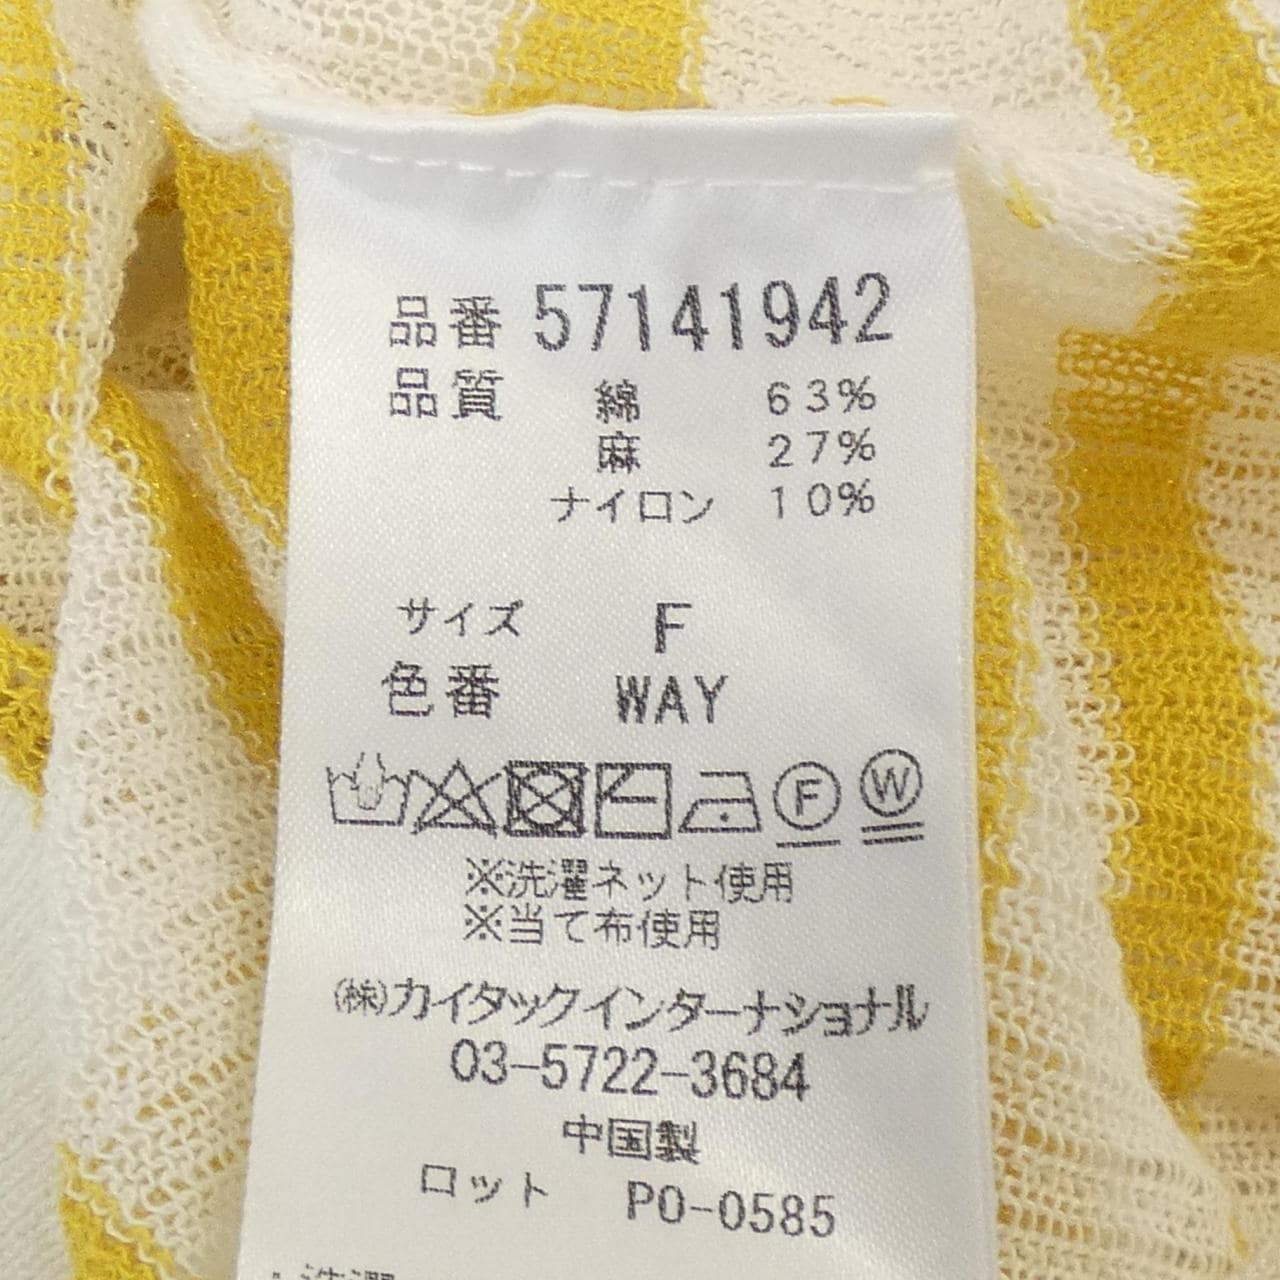 品番 57141942
品質 綿 63%
麻 27%
ナイロン 10%
サイズ F
色番 WAY
F W
※洗濯ネット使用
※当て布使用
㈱カイタックインターナショナル
03-5722-3684
中国製
ロット PO-0585